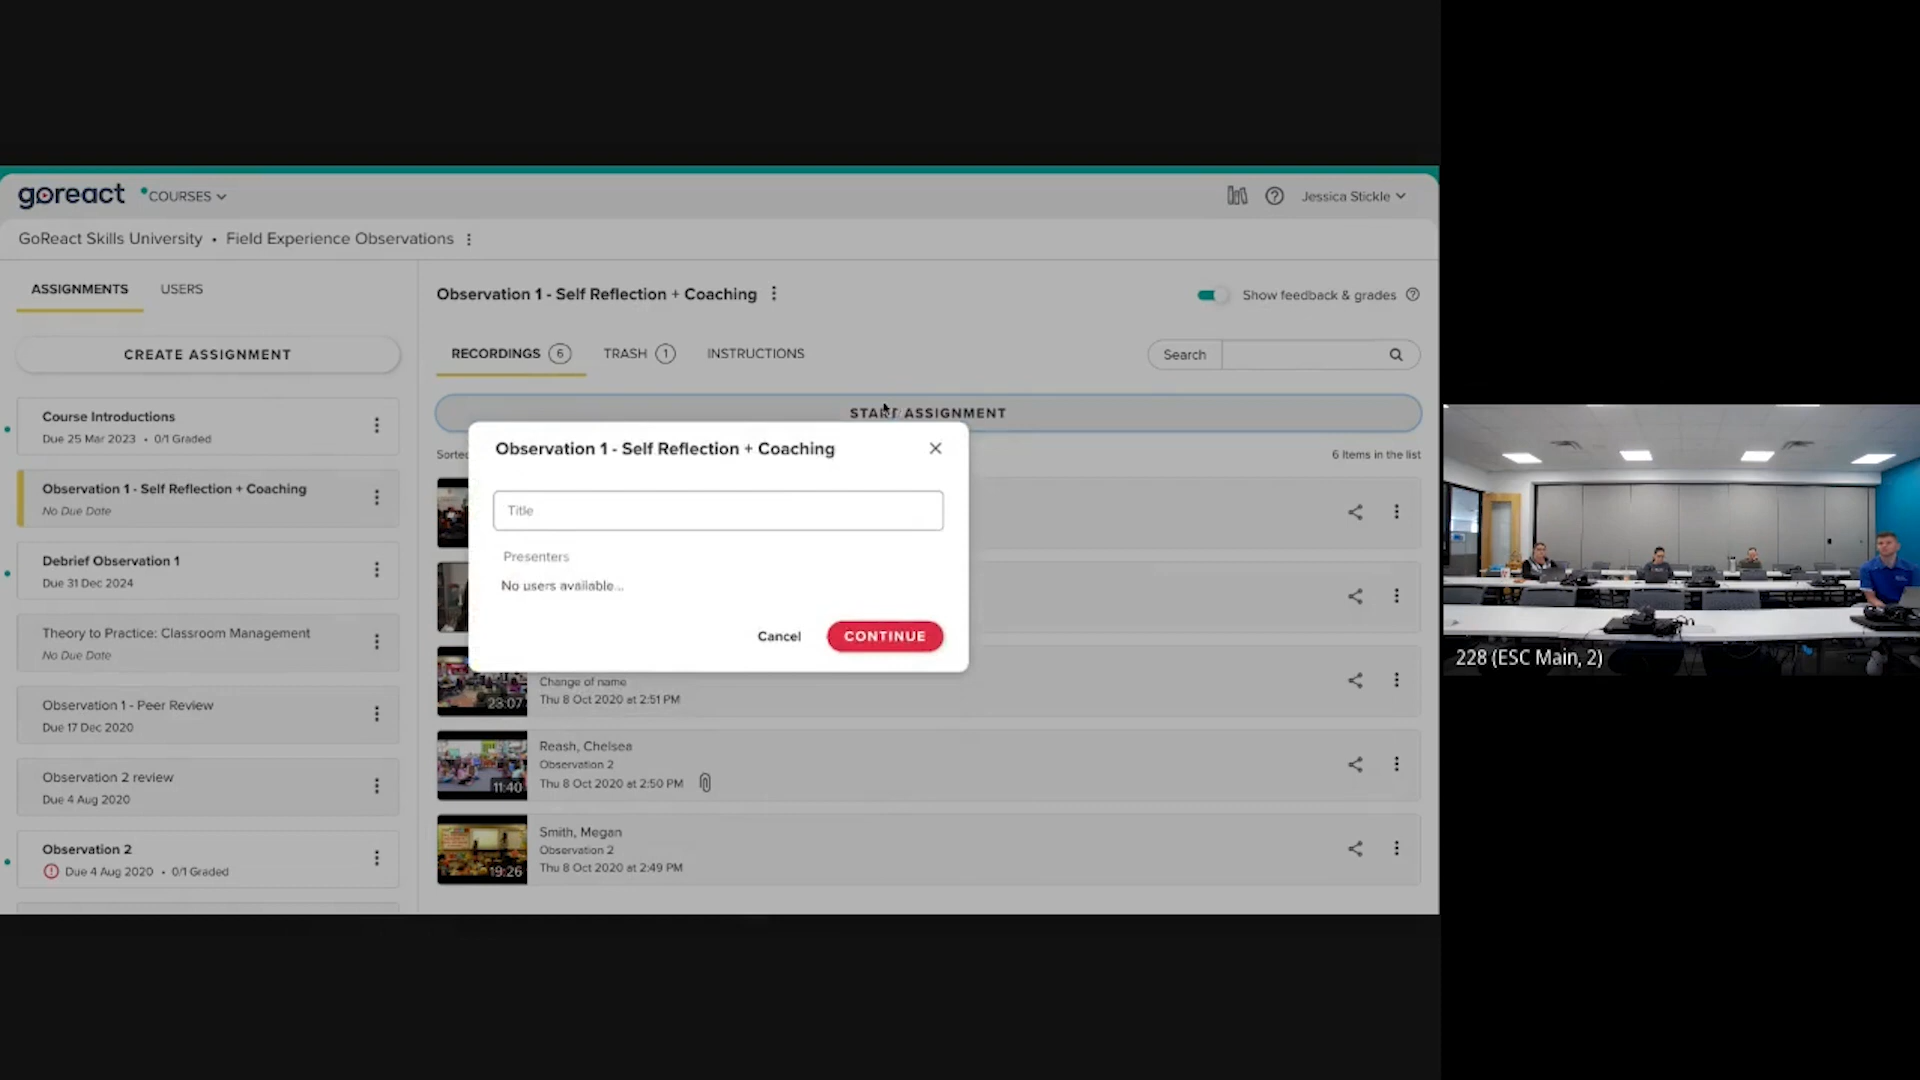 goreact
COURSES
Jessica Stickle
GoReact Skills University • Field Experience Observations
ASSIGNMENTS
USERS
CREATE ASSIGNMENT
Course Introductions
Due 25 Mar 2023 • 0/1 Graded
Observation 1 - Self Reflection + Coaching
No Due Date
Debrief Observation 1
Due 31 Dec 2024
Theory to Practice: Classroom Management
No Due Date
Observation 1 - Peer Review
Due 17 Dec 2020
Observation 2 review
Due 4 Aug 2020
Observation 2
Due 4 Aug 2020 • 0/1 Graded
Observation 1 - Self Reflection + Coaching
Show feedback & grades
RECORDINGS 6
TRASH 1
INSTRUCTIONS
Search
START ASSIGNMENT
Sorted
6 Items in the list
Observation 1 - Self Reflection + Coaching
Title
Presenters
No users available...
Cancel
CONTINUE
23:07
Change of name
Thu 8 Oct 2020 at 2:51 PM
11:40
Reash, Chelsea
Observation 2
Thu 8 Oct 2020 at 2:50 PM
19:26
Smith, Megan
Observation 2
Thu 8 Oct 2020 at 2:49 PM
228 (ESC Main, 2)